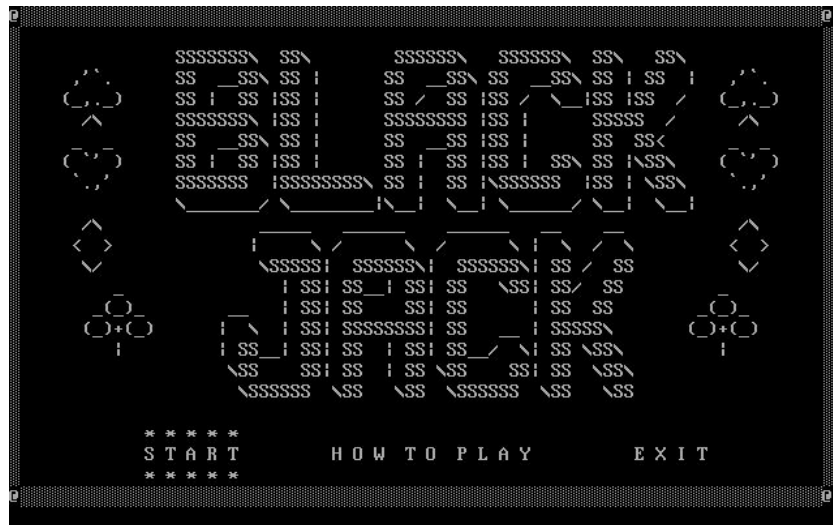 BLACK
JACK
* * * * *
START HOW TO PLAY EXIT
* * * * *